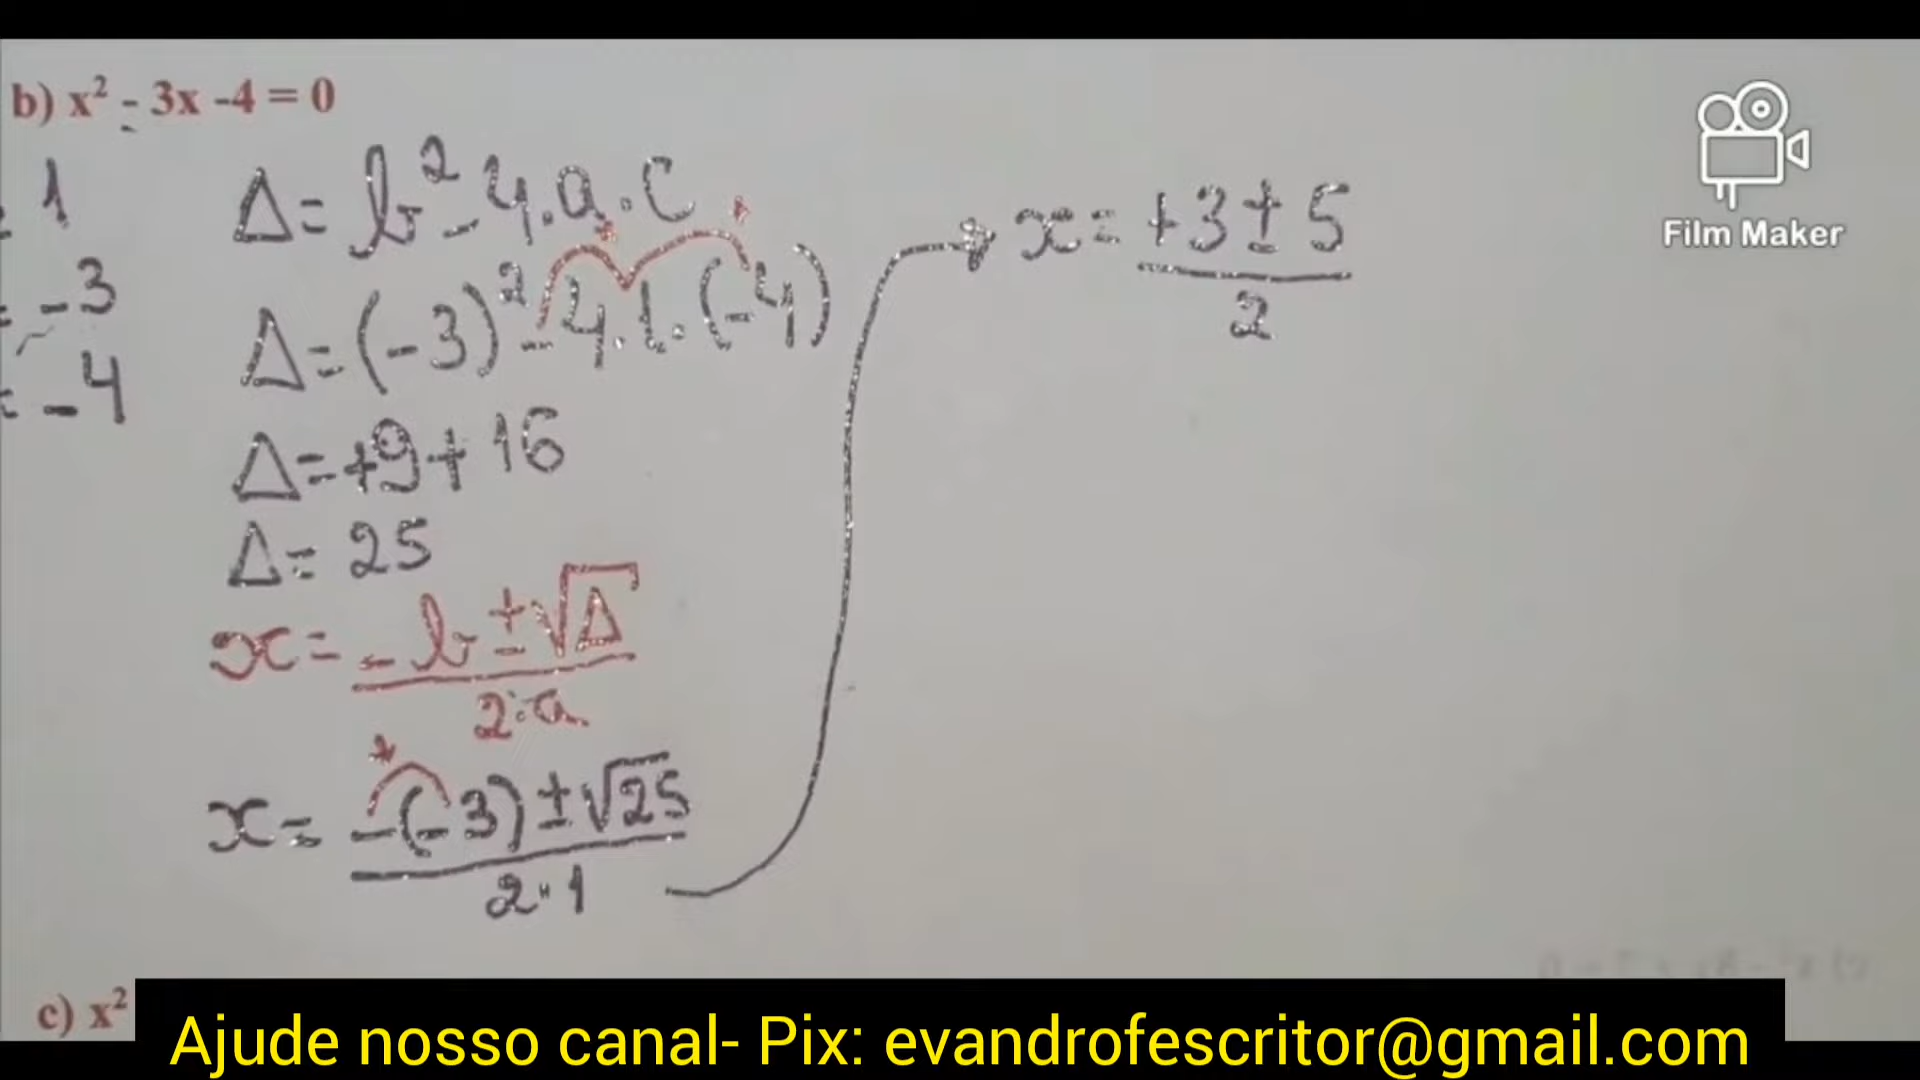 b) x² - 3x -4 = 0
= 1
= -3
= -4
Δ = b² - 4.a.c
+ +
Δ = (-3)² - 4.1.(-4)
Δ = +9 + 16
Δ = 25
x = -b ± √Δ
2.a
+
x = -(-3) ± √25
2.1
x = +3 ± 5
2
Film Maker
c) x²
Ajude nosso canal- Pix: evandrofescritor@gmail.com